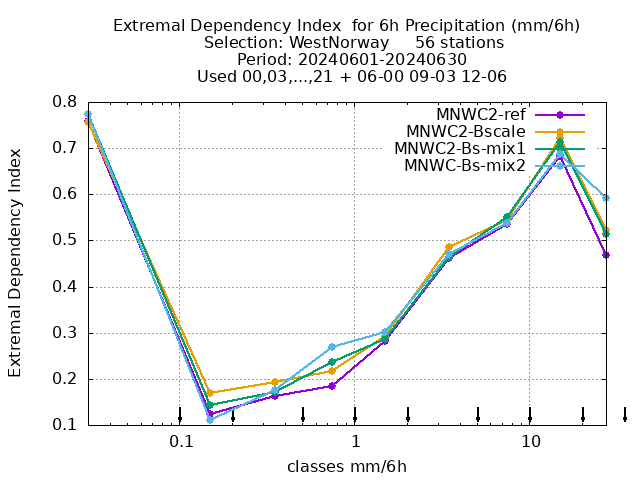 Extremal Dependency Index  for 6h Precipitation (mm/6h)
Selection: WestNorway     56 stations
Period: 20240601-20240630
Used 00,03,...,21 + 06-00 09-03 12-06
MNWC2-ref
MNWC2-Bscale
MNWC2-Bs-mix1
MNWC-Bs-mix2
Extremal Dependency Index
0.8
0.7
0.6
0.5
0.4
0.3
0.2
0.1
0.1
1
10
classes mm/6h